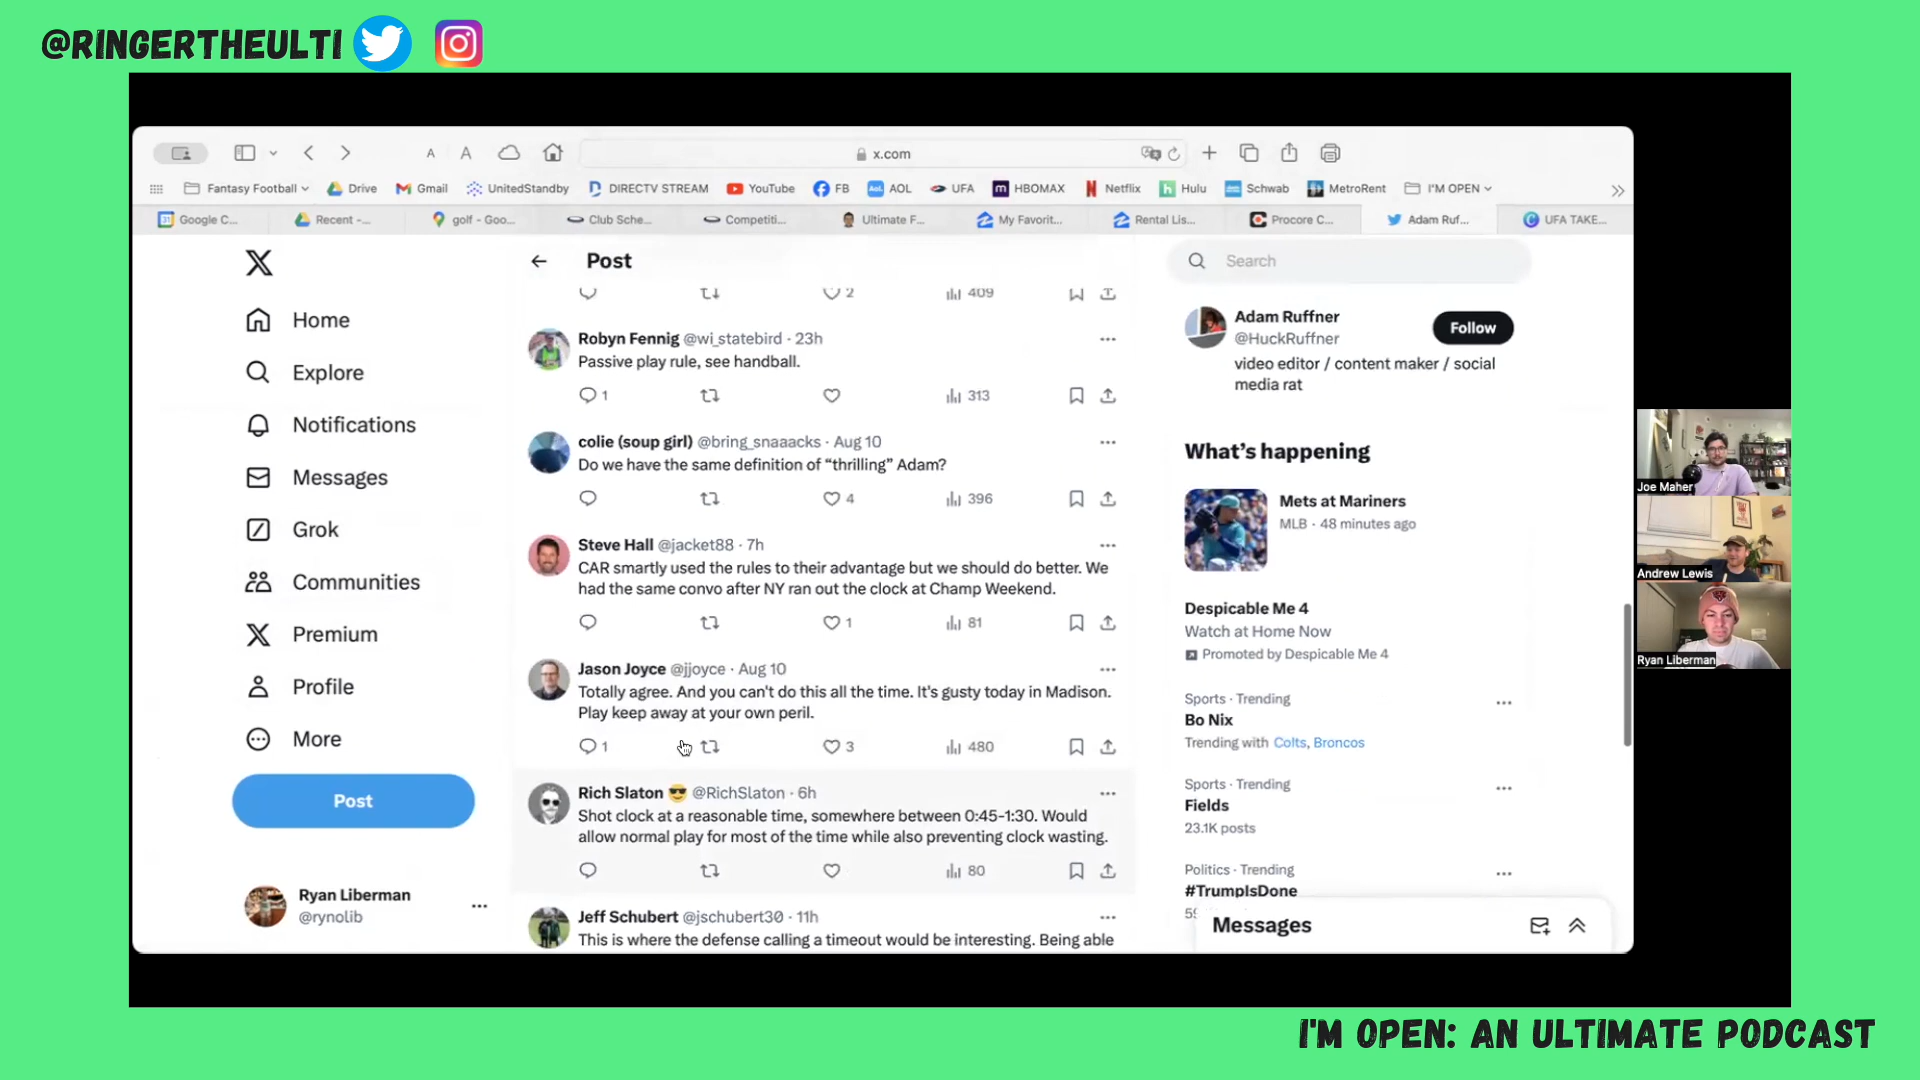 @RINGERTHEULTI
x.com
A A
Fantasy Football Drive Gmail UnitedStandby DIRECTV STREAM YouTube FB AOL UFA HBOMAX Netflix Hulu Schwab MetroRent I'M OPEN
Google C... Recent -... golf - Goo... Club Sche... Competiti... Ultimate F... My Favorit... Rental Lis... Procore C... Adam Ruf... UFA TAKE...
Home
Explore
Notifications
Messages
Grok
Communities
Premium
Profile
More
Post
Ryan Liberman
@rynolib
Post
2 409
Robyn Fennig @wi_statebird · 23h
Passive play rule, see handball.
1 313
colie (soup girl) @bring_snaaacks · Aug 10
Do we have the same definition of “thrilling” Adam?
4 396
Steve Hall @jacket88 · 7h
CAR smartly used the rules to their advantage but we should do better. We
had the same convo after NY ran out the clock at Champ Weekend.
1 81
Jason Joyce @jjoyce · Aug 10
Totally agree. And you can't do this all the time. It's gusty today in Madison.
Play keep away at your own peril.
1 3 480
Rich Slaton 😎 @RichSlaton · 6h
Shot clock at a reasonable time, somewhere between 0:45-1:30. Would
allow normal play for most of the time while also preventing clock wasting.
80
Jeff Schubert @jschubert30 · 11h
This is where the defense calling a timeout would be interesting. Being able
Search
Adam Ruffner
@HuckRuffner
Follow
video editor / content maker / social
media rat
What’s happening
Mets at Mariners
MLB · 48 minutes ago
Despicable Me 4
Watch at Home Now
Promoted by Despicable Me 4
Sports · Trending
Bo Nix
Trending with Colts, Broncos
Sports · Trending
Fields
23.1K posts
Politics · Trending
#TrumpIsDone
Messages
Joe Maher
Andrew Lewis
Ryan Liberman
I'M OPEN: AN ULTIMATE PODCAST